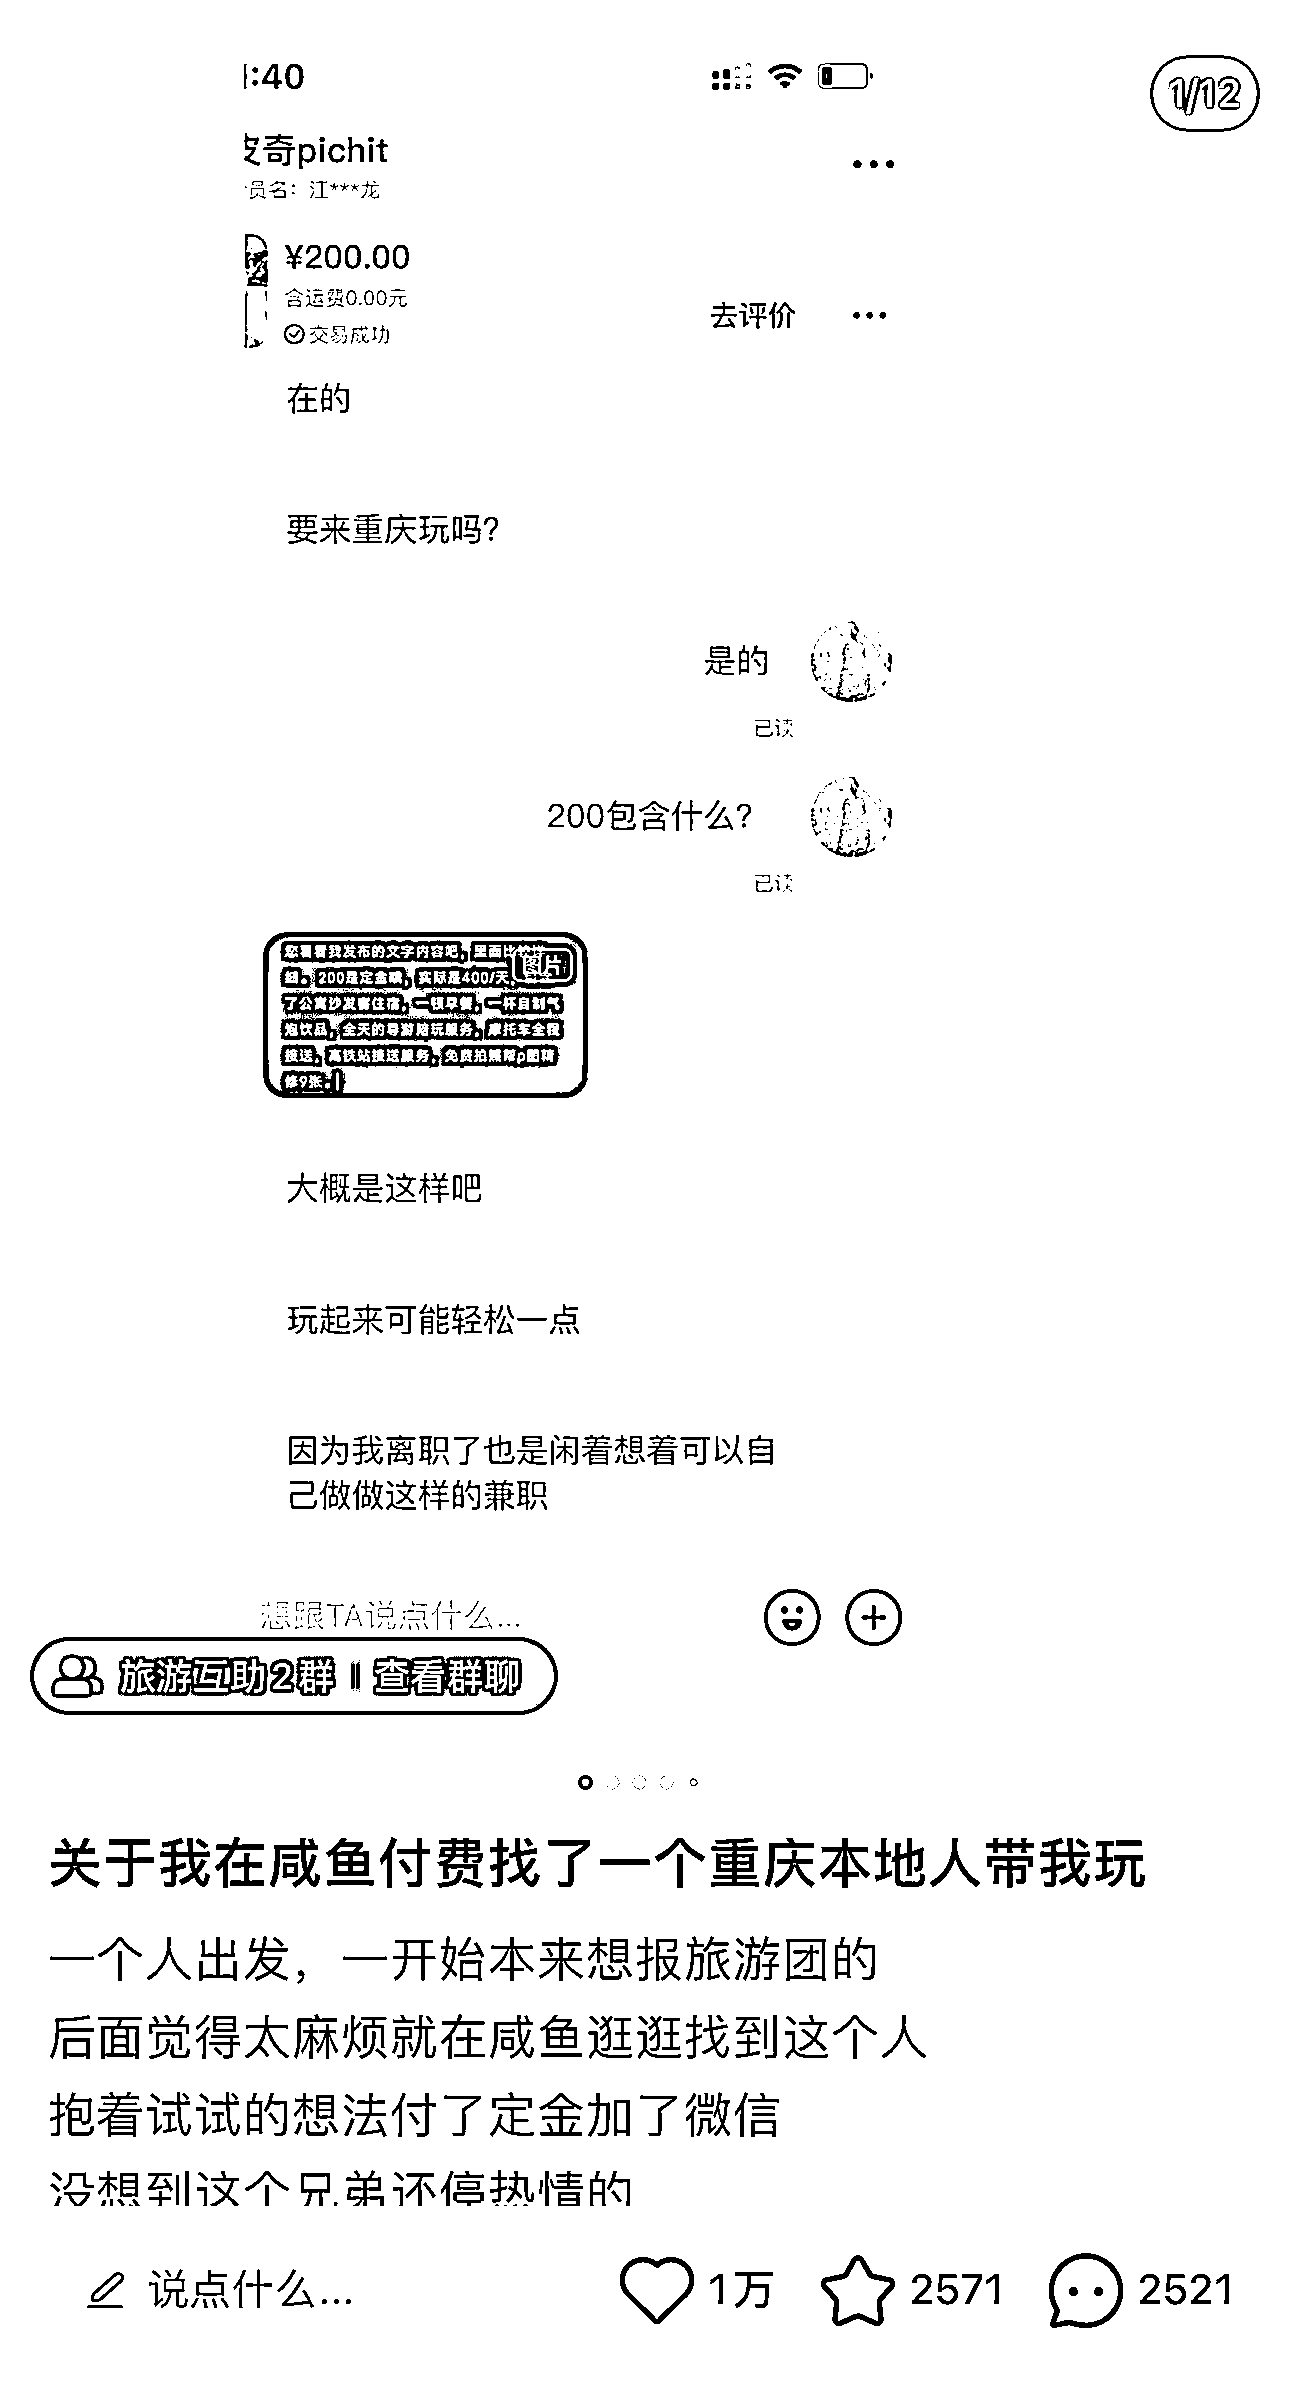 :40
1/12
奇pichit
员名：江***龙
¥200.00
含运费0.00元
交易成功
去评价
在的
要来重庆玩吗？
是的
已读
200包含什么？
已读
您看看我发布的文字内容吧，里面比较
图片
细。200是定金哦，实际是400/天，
了公寓沙发客住宿，一顿早餐，一杯自制气
泡饮品，全天的导游陪玩服务，摩托车全程
接送，高铁站接送服务，免费拍照帮p图精
修9张。
大概是这样吧
玩起来可能轻松一点
因为我离职了也是闲着想着可以自
己做做这样的兼职
想跟TA说点什么...
旅游互助2群 | 查看群聊
关于我在咸鱼付费找了一个重庆本地人带我玩
一个人出发，一开始本来想报旅游团的
后面觉得太麻烦就在咸鱼逛逛找到这个人
抱着试试的想法付了定金加了微信
没想到这个兄弟还停热情的
说点什么...
1万
2571
2521